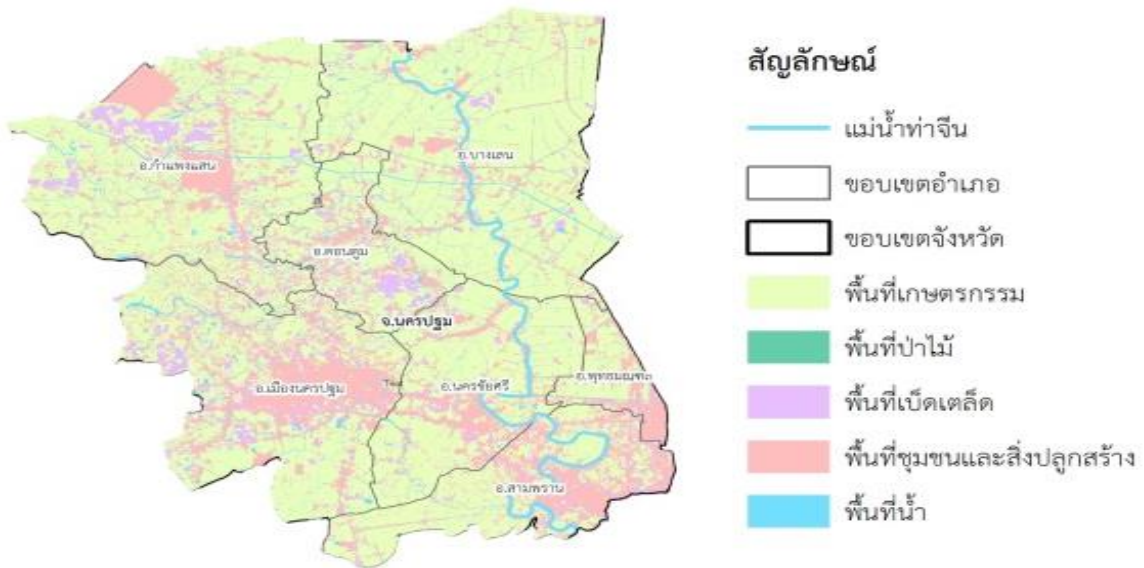 อ.กำแพงแสน
อ.บางเลน
อ.ดอนตูม
จ.นครปฐม
อ.เมืองนครปฐม
Text
อ.นครชัยศรี
อ.พุทธมณฑล
อ.สามพราน
สัญลักษณ์
แม่น้ำท่าจีน
ขอบเขตอำเภอ
ขอบเขตจังหวัด
พื้นที่เกษตรกรรม
พื้นที่ป่าไม้
พื้นที่เบ็ดเตล็ด
พื้นที่ชุมชนและสิ่งปลูกสร้าง
พื้นที่น้ำ